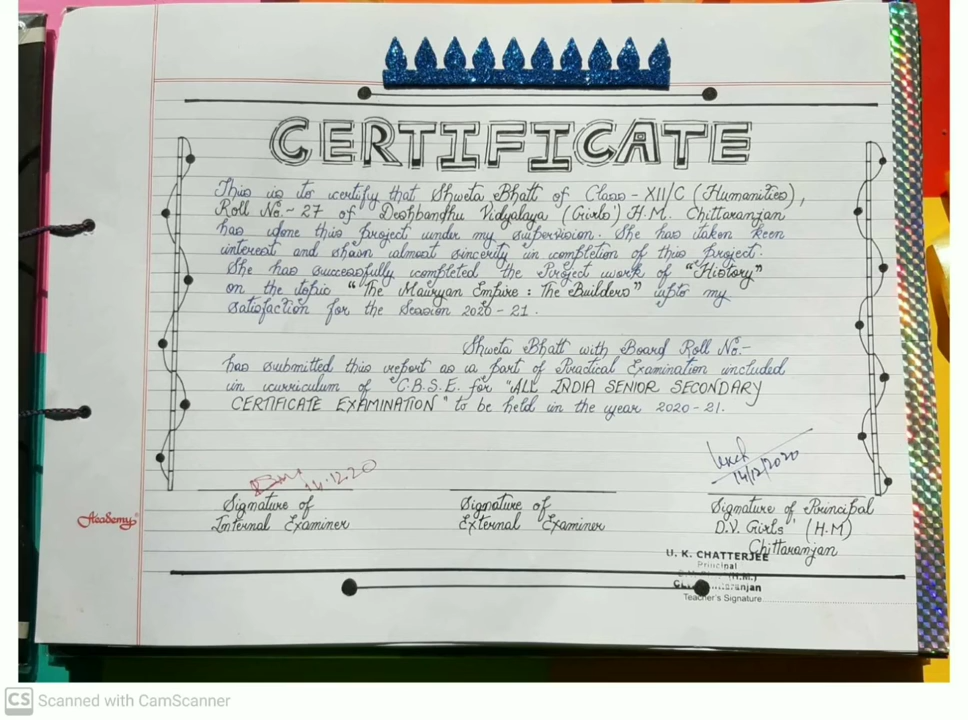 CERTIFICATE
This is to certify that Shweta Bhatt of Class - XII/C (Humanities),
Roll No.- 27 of Deshbandhu Vidyalaya (Girls') H.M. Chittaranjan
has done this project under my supervision. She has taken keen
interest and shown utmost sincerity in completion of this project.
She has successfully completed the Project work of "History"
on the topic "The Mauryan Empire : The Builders" upto my
satisfaction for the Session 2020 - 21.
Shweta Bhatt with Board Roll No.-
has submitted this report as a part of Practical Examination included
in curriculum of C.B.S.E. for "ALL INDIA SENIOR SECONDARY
CERTIFICATE EXAMINATION" to be held in the year 2020 - 21.
14.12.20
14/12/2020
Signature of
Internal Examiner
Signature of
External Examiner
Signature of Principal
D.V. Girls' (H.M)
Chittaranjan
Academy
U. K. CHATTERJEE
Principal
(H.M.)
Teacher's Signature
CS Scanned with CamScanner